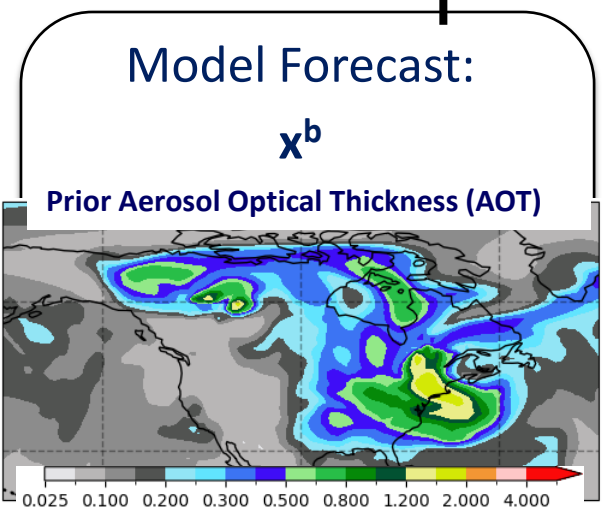 Model Forecast:
xᵇ
Prior Aerosol Optical Thickness (AOT)
0.025 0.100 0.200 0.300 0.500 0.800 1.200 2.000 4.000